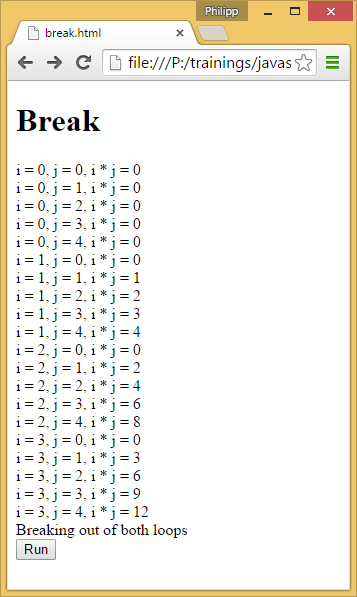 Philipp
break.html
file:///P:/trainings/javas
Break
i = 0, j = 0, i * j = 0
i = 0, j = 1, i * j = 0
i = 0, j = 2, i * j = 0
i = 0, j = 3, i * j = 0
i = 0, j = 4, i * j = 0
i = 1, j = 0, i * j = 0
i = 1, j = 1, i * j = 1
i = 1, j = 2, i * j = 2
i = 1, j = 3, i * j = 3
i = 1, j = 4, i * j = 4
i = 2, j = 0, i * j = 0
i = 2, j = 1, i * j = 2
i = 2, j = 2, i * j = 4
i = 2, j = 3, i * j = 6
i = 2, j = 4, i * j = 8
i = 3, j = 0, i * j = 0
i = 3, j = 1, i * j = 3
i = 3, j = 2, i * j = 6
i = 3, j = 3, i * j = 9
i = 3, j = 4, i * j = 12
Breaking out of both loops
Run